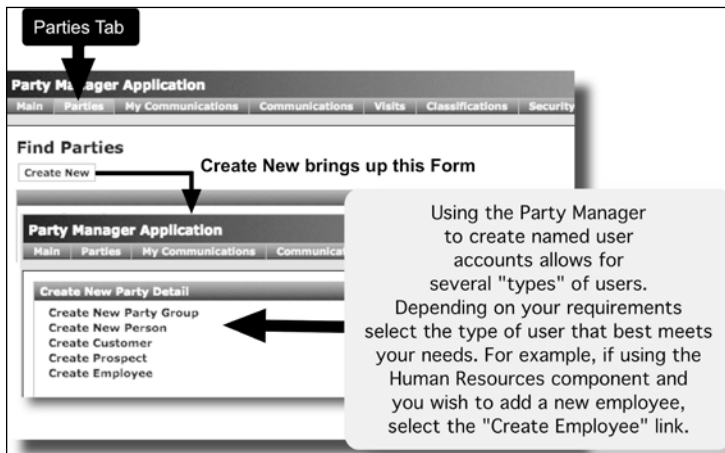 Parties Tab
Party Manager Application
Main Parties My Communications Communications Visits Classifications Security
Find Parties
Create New
Create New brings up this Form
Party Manager Application
Main Parties My Communications
Create New Party Detail
Create New Party Group
Create New Person
Create Customer
Create Prospect
Create Employee
Using the Party Manager
to create named user
accounts allows for
several "types" of users.
Depending on your requirements
select the type of user that best meets
your needs. For example, if using the
Human Resources component and
you wish to add a new employee,
select the "Create Employee" link.